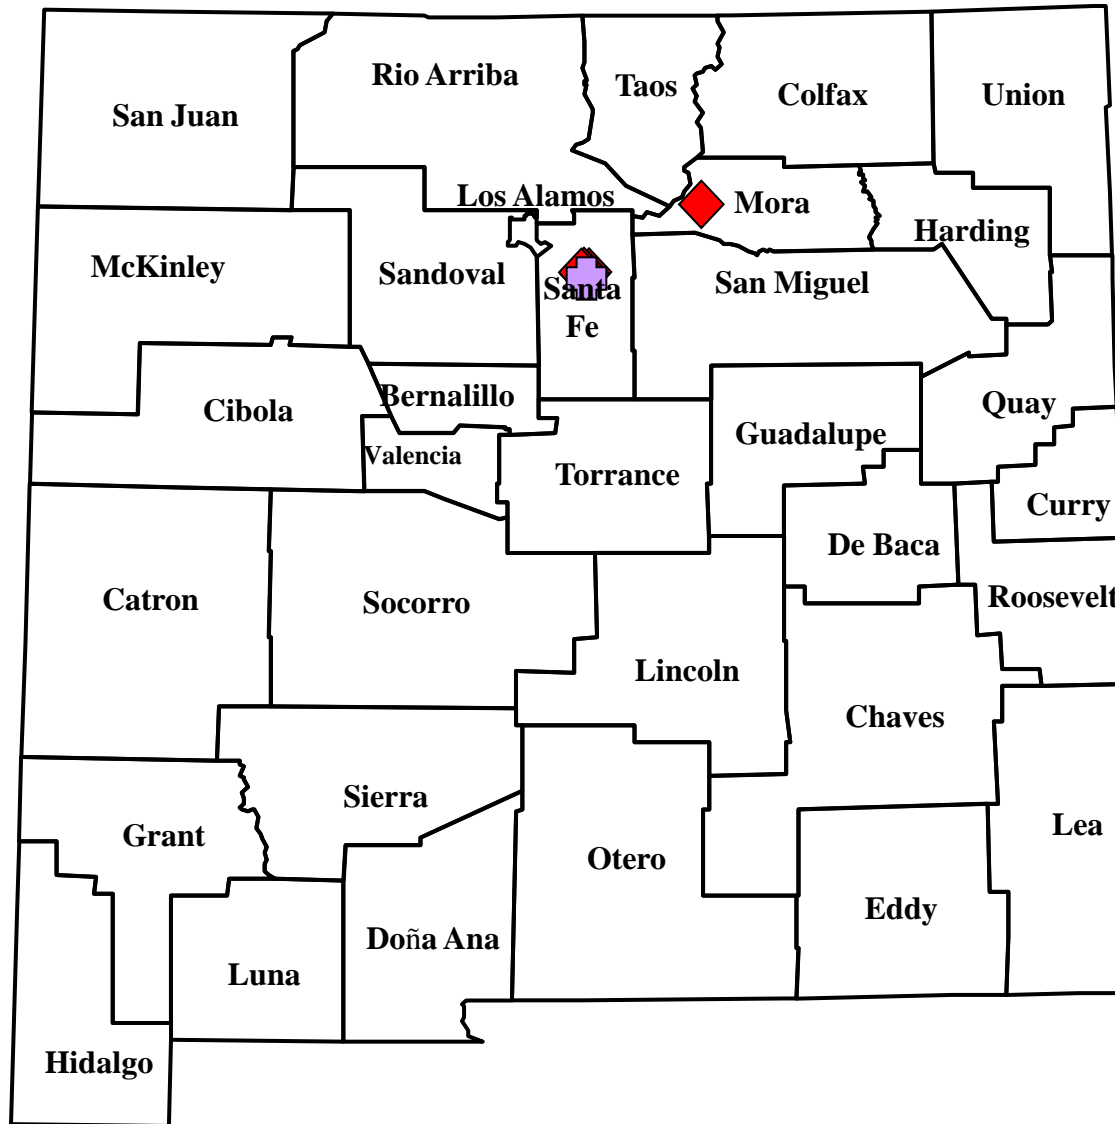 Rio Arriba
Taos
Colfax
Union
San Juan
Los Alamos
Mora
Harding
McKinley
Sandoval
Santa
Fe
San Miguel
Bernalillo
Cibola
Quay
Guadalupe
Valencia
Torrance
Curry
De Baca
Catron
Socorro
Roosevelt
Lincoln
Chaves
Sierra
Grant
Lea
Otero
Eddy
Doña Ana
Luna
Hidalgo